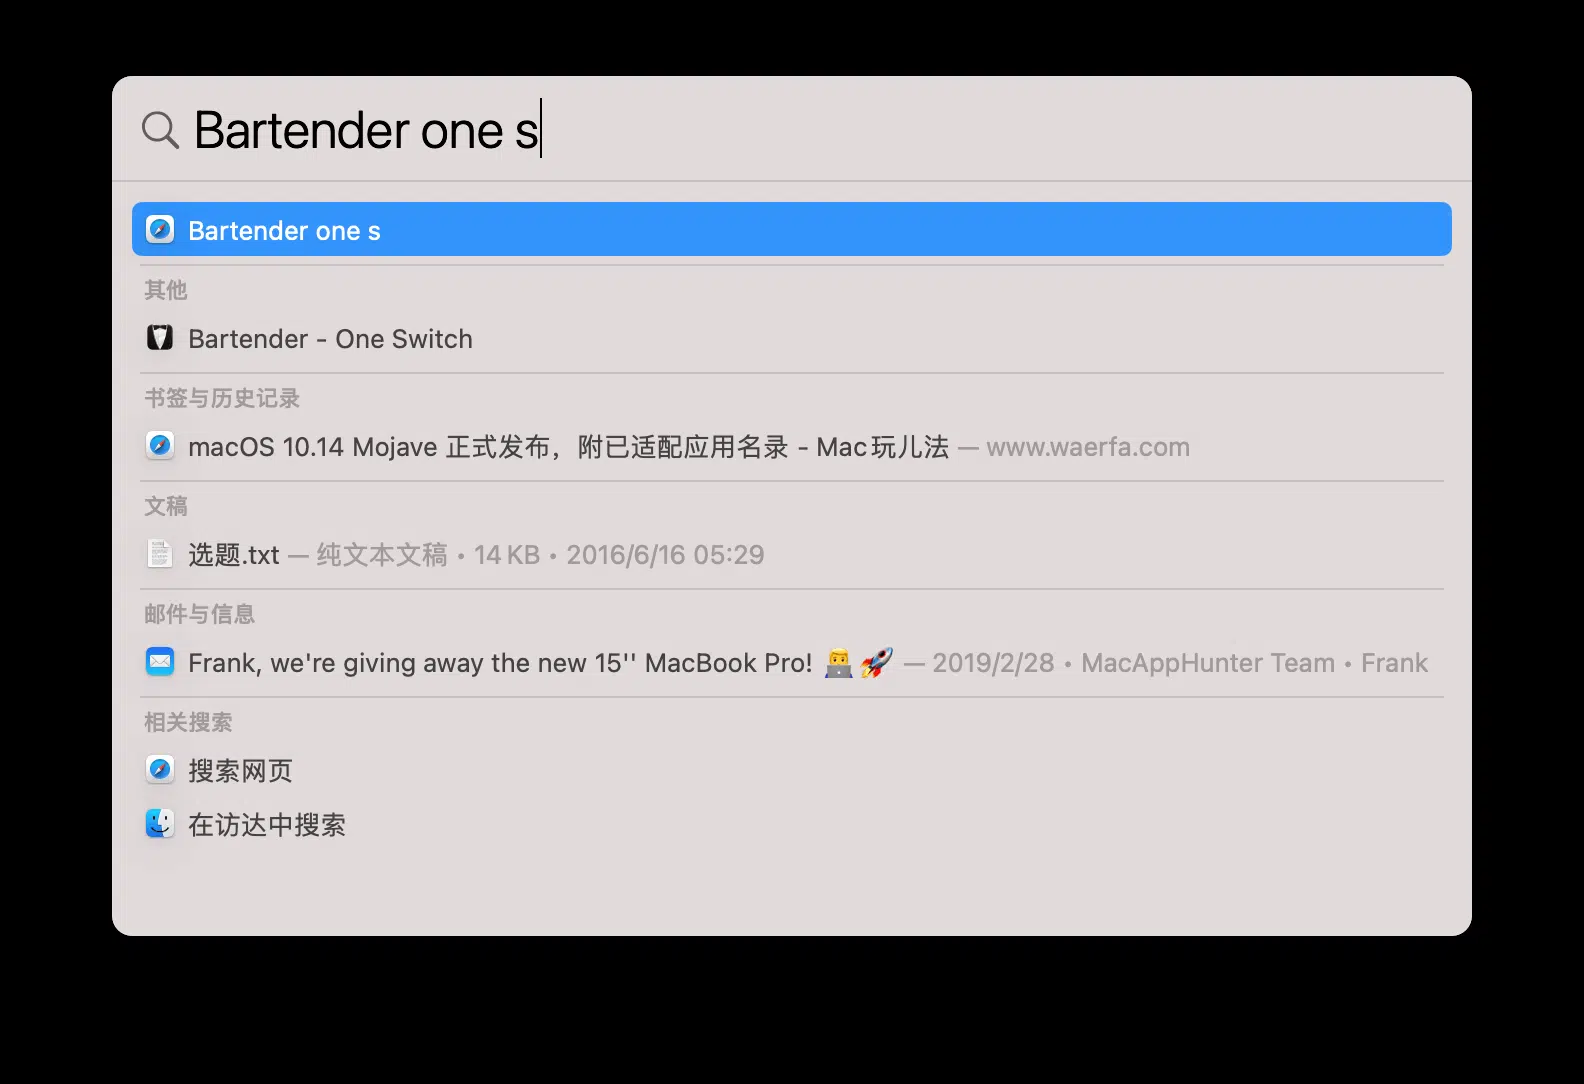 Bartender one s
Bartender one s
其他
Bartender - One Switch
书签与历史记录
macOS 10.14 Mojave 正式发布，附已适配应用名录 - Mac玩儿法 — www.waerfa.com
文稿
选题.txt — 纯文本文稿 • 14 KB • 2016/6/16 05:29
邮件与信息
Frank, we're giving away the new 15'' MacBook Pro! 👨‍💻🚀 — 2019/2/28 • MacAppHunter Team • Frank
相关搜索
搜索网页
在访达中搜索